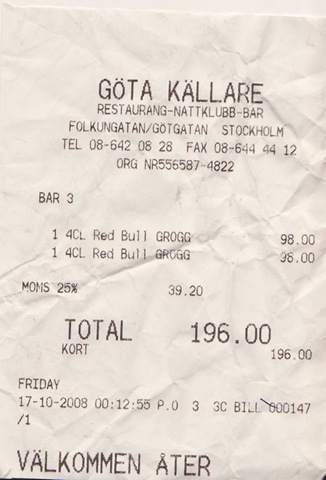 GÖTA KÄLLARE
RESTAURANG-NATTKLUBB-BAR
FOLKUNGATAN/GÖTGATAN STOCKHOLM
TEL 08-642 08 28 FAX 08-644 44 12
ORG NR556587-4822
BAR 3
1 4CL Red Bull GROGG 98.00
1 4CL Red Bull GROGG 98.00
MOMS 25% 39.20
TOTAL 196.00
KORT 196.00
FRIDAY
17-10-2008 00:12:55 P.O 3 3C BILL 000147
/1
VÄLKOMMEN ÅTER